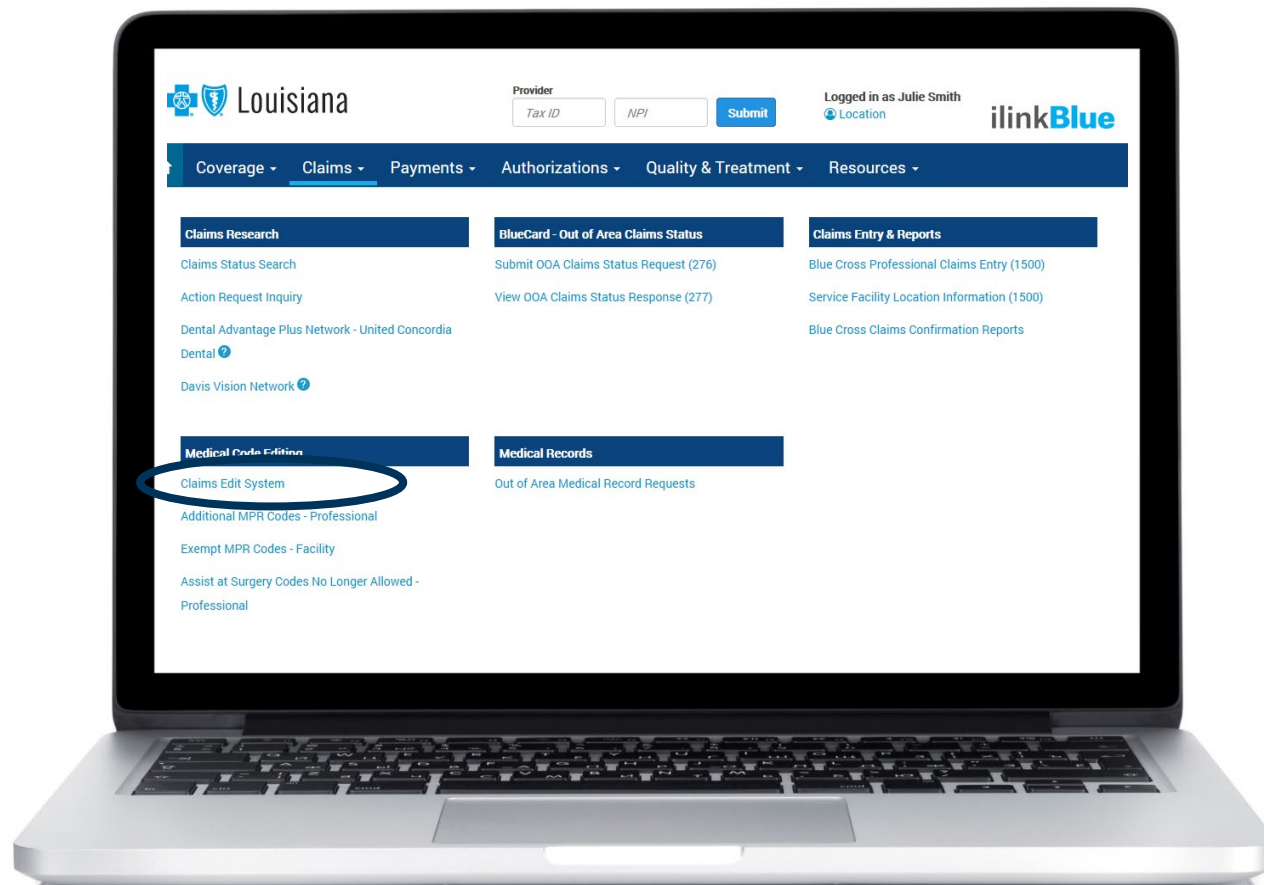 Louisiana
Provider
Tax ID
NPI
Submit
Logged in as Julie Smith
Location
ilinkBlue
Coverage
Claims
Payments
Authorizations
Quality & Treatment
Resources
Claims Research
Claims Status Search
Action Request Inquiry
Dental Advantage Plus Network - United Concordia
Dental
Davis Vision Network
BlueCard - Out of Area Claims Status
Submit OOA Claims Status Request (276)
View OOA Claims Status Response (277)
Claims Entry & Reports
Blue Cross Professional Claims Entry (1500)
Service Facility Location Information (1500)
Blue Cross Claims Confirmation Reports
Medical Code Editing
Claims Edit System
Additional MPR Codes - Professional
Exempt MPR Codes - Facility
Assist at Surgery Codes No Longer Allowed -
Professional
Medical Records
Out of Area Medical Record Requests